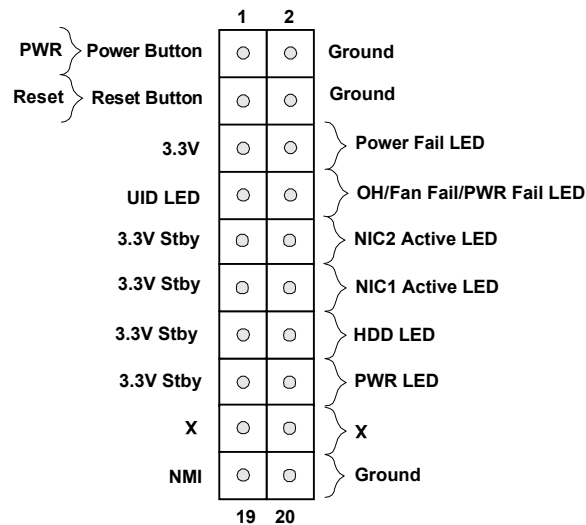 1 2
PWR Power Button Ground
Reset Reset Button Ground
3.3V Power Fail LED
UID LED OH/Fan Fail/PWR Fail LED
3.3V Stby NIC2 Active LED
3.3V Stby NIC1 Active LED
3.3V Stby HDD LED
3.3V Stby PWR LED
X X
NMI Ground
19 20